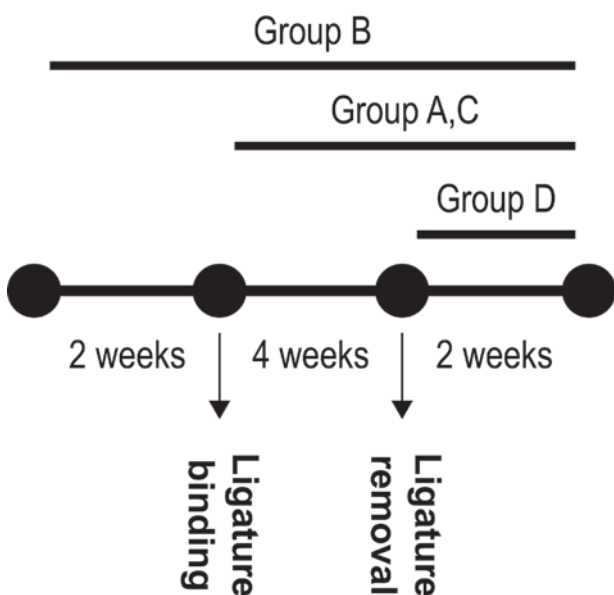 Group B
Group A,C
Group D
2 weeks
4 weeks
2 weeks
Ligature
binding
Ligature
removal